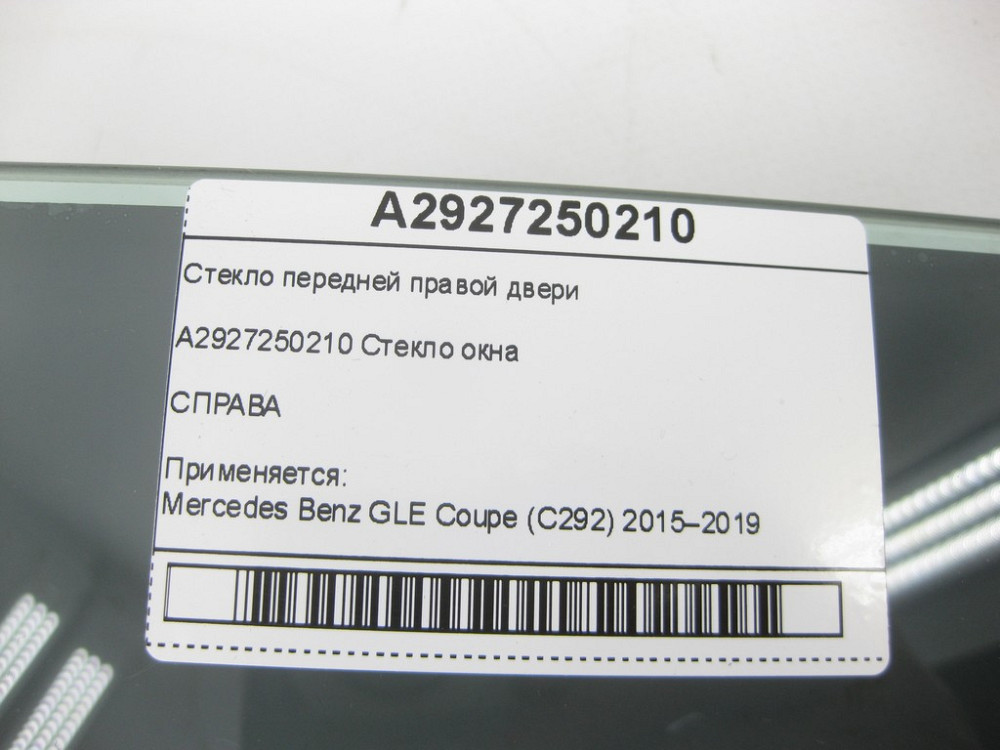 A2927250210
Стекло передней правой двери
A2927250210 Стекло окна
СПРАВА
Применяется:
Mercedes Benz GLE Coupe (C292) 2015–2019